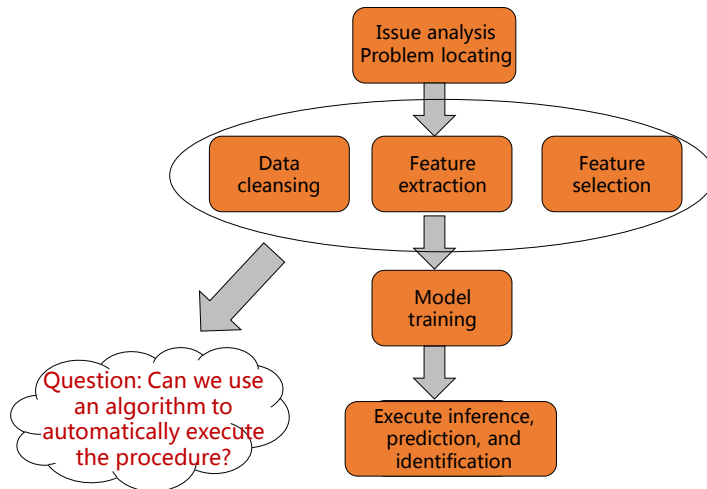 Issue analysis
Problem locating
Data
cleansing
Feature
extraction
Feature
selection
Model
training
Question: Can we use
an algorithm to
automatically execute
the procedure?
Execute inference,
prediction, and
identification